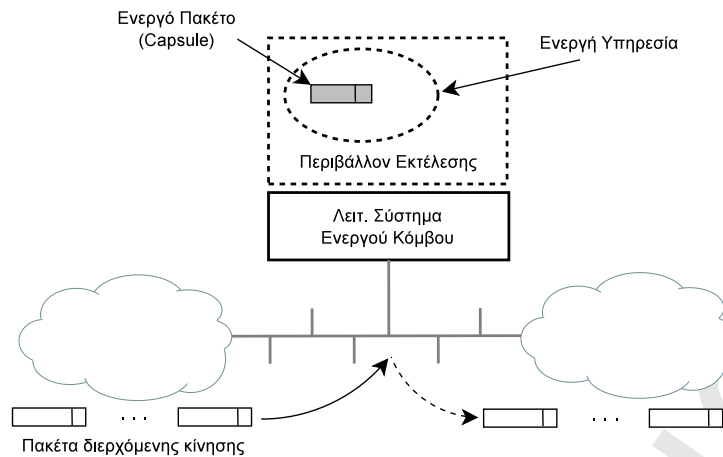 Ενεργό Πακέτο
(Capsule)
Ενεργή Υπηρεσία
Περιβάλλον Εκτέλεσης
Λειτ. Σύστημα
Ενεργού Κόμβου
. . .
. . .
Πακέτα διερχόμενης κίνησης